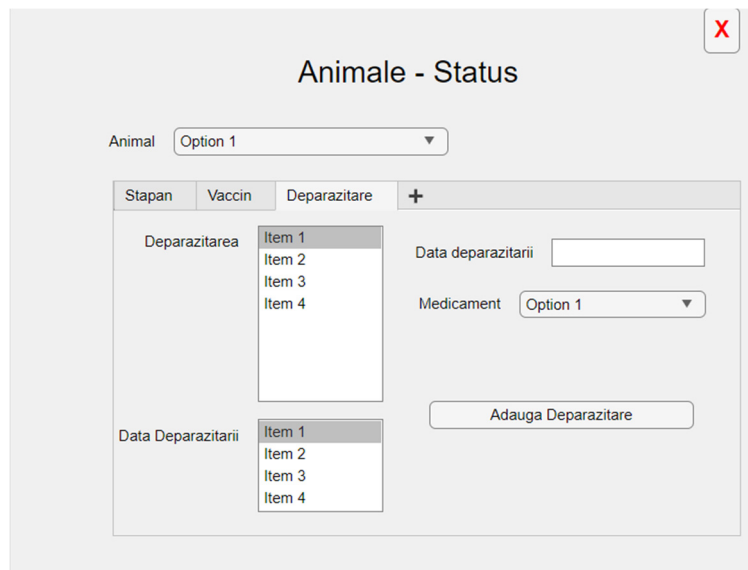 X
Animale - Status
Animal Option 1
Stapan Vaccin Deparazitare +
Deparazitarea
Item 1
Item 2
Item 3
Item 4
Data deparazitarii
Medicament Option 1
Adauga Deparazitare
Data Deparazitarii
Item 1
Item 2
Item 3
Item 4